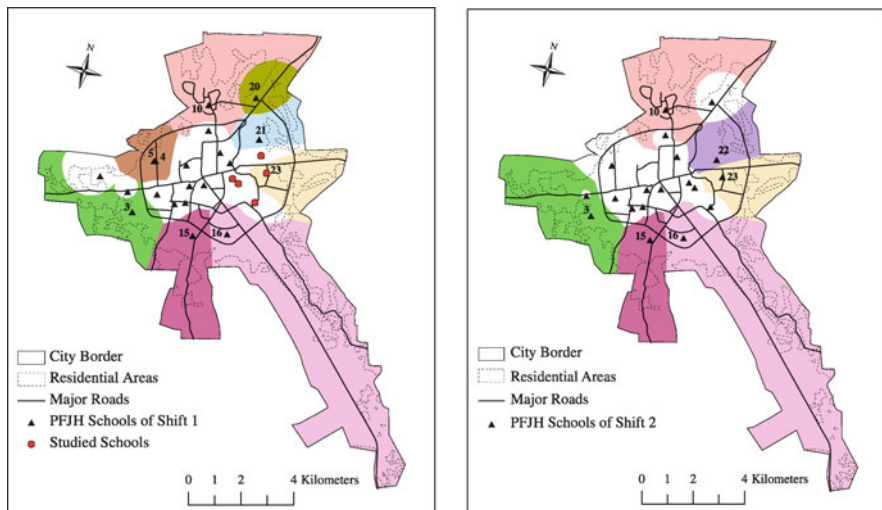 N
20
10
21
5 4
23
3
15
16
City Border
Residential Areas
Major Roads
PFJH Schools of Shift 1
Studied Schools
0 1 2 4 Kilometers
N
10
22
23
3
15
16
City Border
Residential Areas
Major Roads
PFJH Schools of Shift 2
0 1 2 4 Kilometers